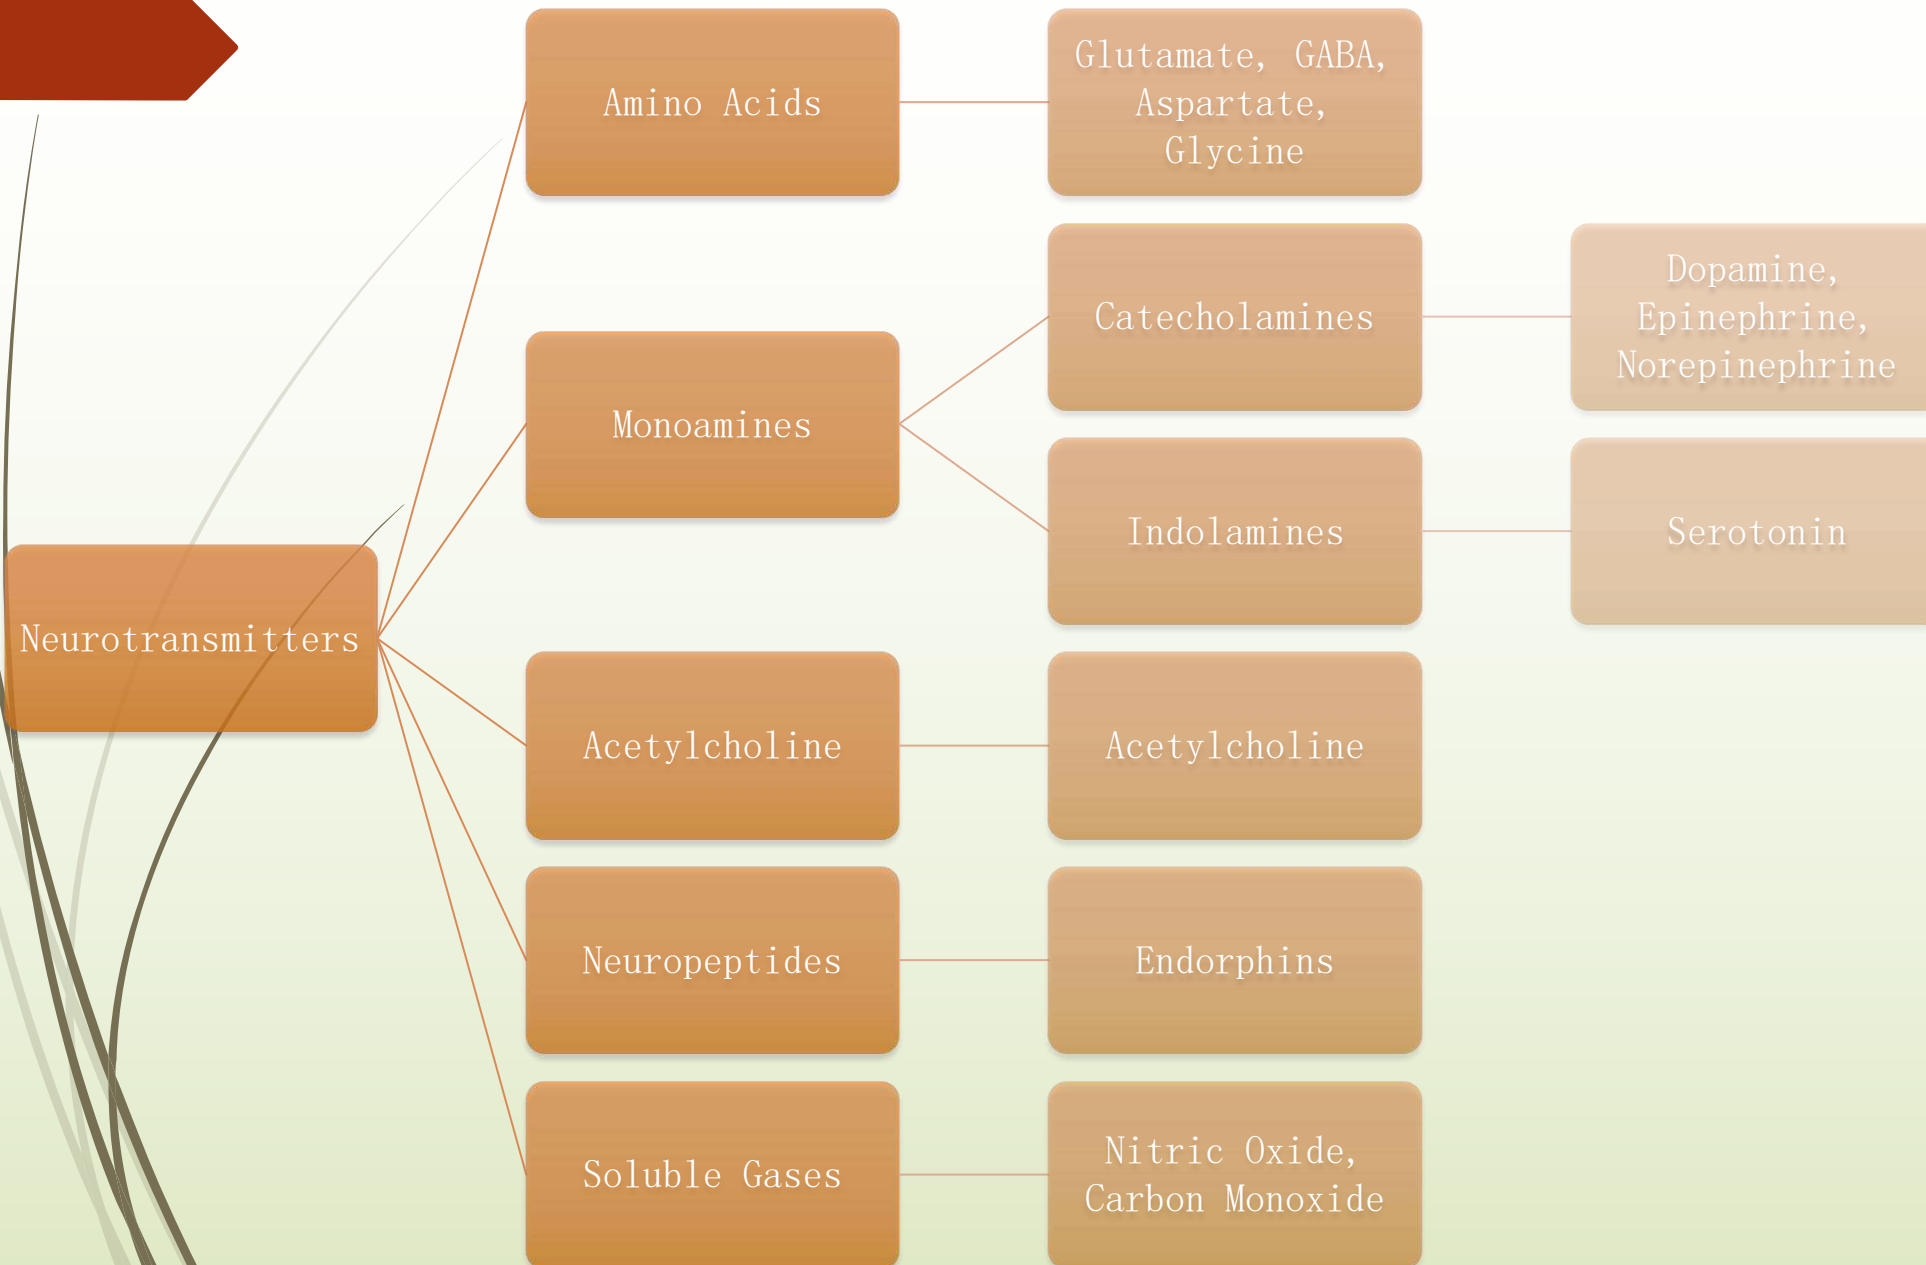 Neurotransmitters
Amino Acids
Glutamate, GABA,
Aspartate,
Glycine
Monoamines
Catecholamines
Dopamine,
Epinephrine,
Norepinephrine
Indolamines
Serotonin
Acetylcholine
Acetylcholine
Neuropeptides
Endorphins
Soluble Gases
Nitric Oxide,
Carbon Monoxide